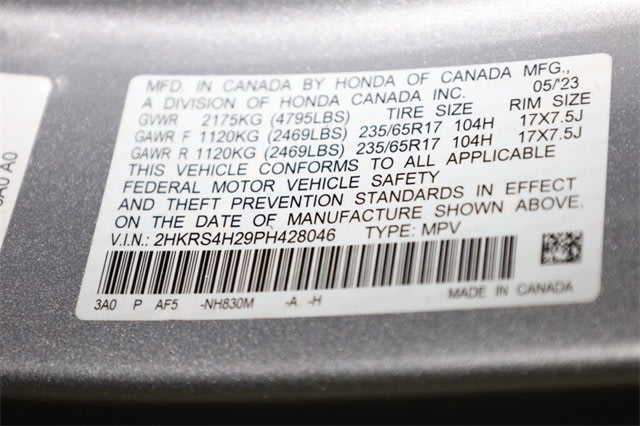 MFD. IN CANADA BY HONDA OF CANADA MFG.,
A DIVISION OF HONDA CANADA INC. 05/'23
GVWR 2175KG (4795LBS) TIRE SIZE RIM SIZE
GAWR F 1120KG (2469LBS) 235/65R17 104H 17X7.5J
GAWR R 1120KG (2469LBS) 235/65R17 104H 17X7.5J
THIS VEHICLE CONFORMS TO ALL APPLICABLE
FEDERAL MOTOR VEHICLE SAFETY
AND THEFT PREVENTION STANDARDS IN EFFECT
ON THE DATE OF MANUFACTURE SHOWN ABOVE.
V.I.N.: 2HKRS4H29PH428046 TYPE: MPV
3A0 P AF5 -NH830M -A -H MADE IN CANADA